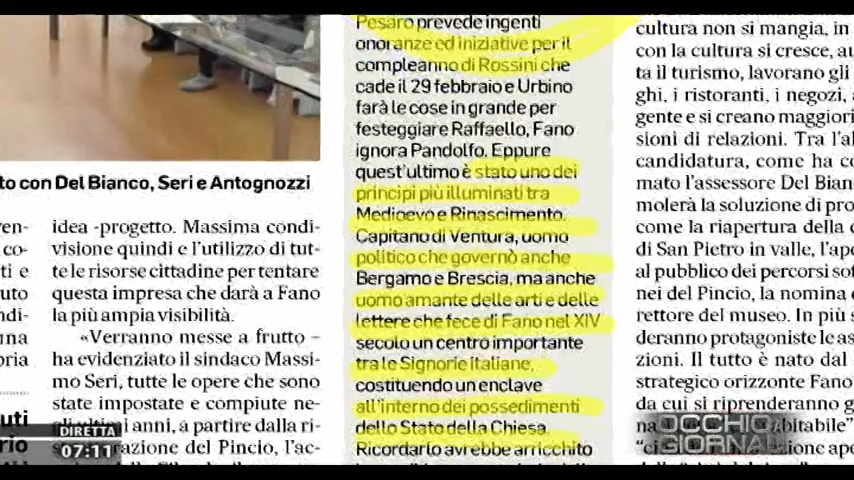 to con Del Bianco, Seri e Antognozzi
idea -progetto. Massima condi-
visione quindi e l'utilizzo di tut-
te le risorse cittadine per tentare
questa impresa che darà a Fano
la più ampia visibilità.
«Verranno messe a frutto –
ha evidenziato il sindaco Massi-
mo Seri, tutte le opere che sono
state impostate e compiute ne-
gli ultimi anni, a partire dalla ri-
razione del Pincio, l'ac-
Pesaro prevede ingenti
onoranze ed iniziative per il
compleanno di Rossini che
cade il 29 febbraio e Urbino
farà le cose in grande per
festeggiare Raffaello, Fano
ignora Pandolfo. Eppure
quest'ultimo è stato uno dei
principi più illuminati tra
Medioevo e Rinascimento.
Capitano di Ventura, uomo
politico che governò anche
Bergamo e Brescia, ma anche
uomo amante delle arti e delle
lettere che fece di Fano nel XIV
secolo un centro importante
tra le Signorie italiane,
costituendo un enclave
all'interno dei possedimenti
dello Stato della Chiesa.
Ricordarlo avrebbe arricchito
cultura non si mangia, in
con la cultura si cresce, au
ta il turismo, lavorano gli
ghi, i ristoranti, i negozi, a
gente e si creano maggiori
sioni di relazioni. Tra l'al
candidatura, come ha co
mato l'assessore Del Bian
molerà la soluzione di pro
come la riapertura della c
di San Pietro in valle, l'ape
al pubblico dei percorsi sot
nei del Pincio, la nomina d
rettore del museo. In più s
deranno protagoniste le as
zioni. Il tutto è nato dal
strategico orizzonte Fano
da cui si riprenderanno g
DIRETTA
07:11
OCCHIO AI
GIORNALI